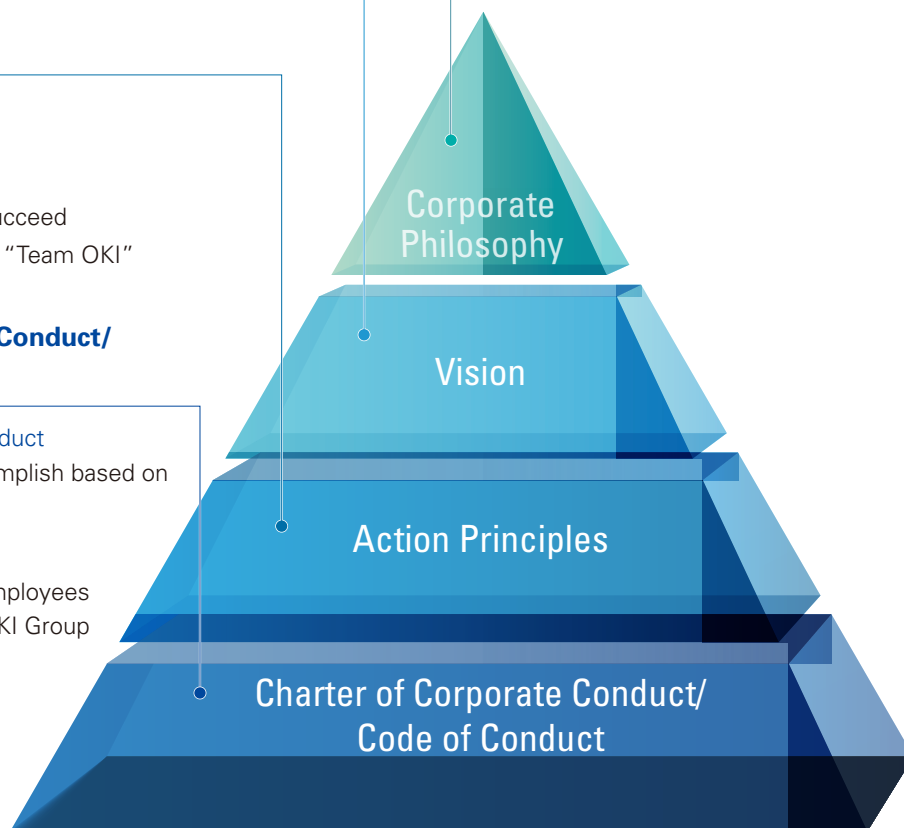 ucceed
“Team OKI”
Conduct/
duct
mplish based on
mployees
KI Group
Corporate
Philosophy
Vision
Action Principles
Charter of Corporate Conduct/
Code of Conduct